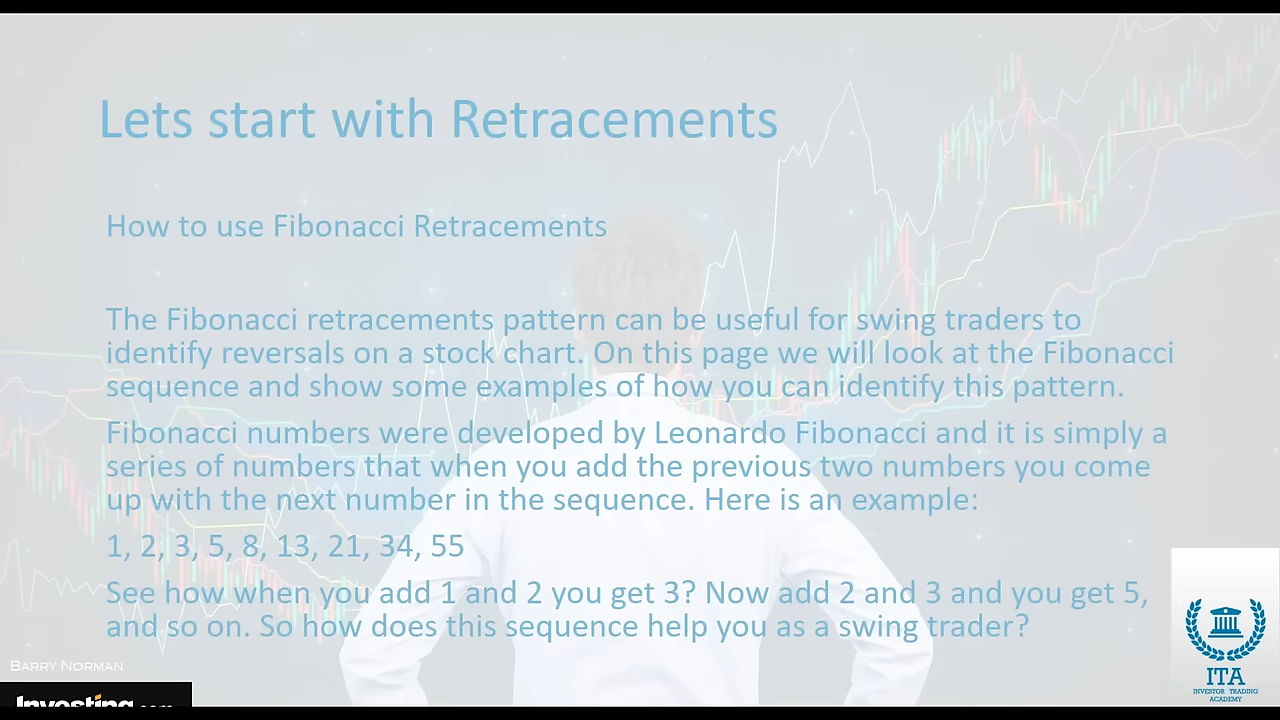 Lets start with Retracements
How to use Fibonacci Retracements
The Fibonacci retracements pattern can be useful for swing traders to
identify reversals on a stock chart. On this page we will look at the Fibonacci
sequence and show some examples of how you can identify this pattern.
Fibonacci numbers were developed by Leonardo Fibonacci and it is simply a
series of numbers that when you add the previous two numbers you come
up with the next number in the sequence. Here is an example:
1, 2, 3, 5, 8, 13, 21, 34, 55
See how when you add 1 and 2 you get 3? Now add 2 and 3 and you get 5,
and so on. So how does this sequence help you as a swing trader?
BARRY NORMAN
Investing.com
ITA
INVESTOR TRADING
ACADEMY